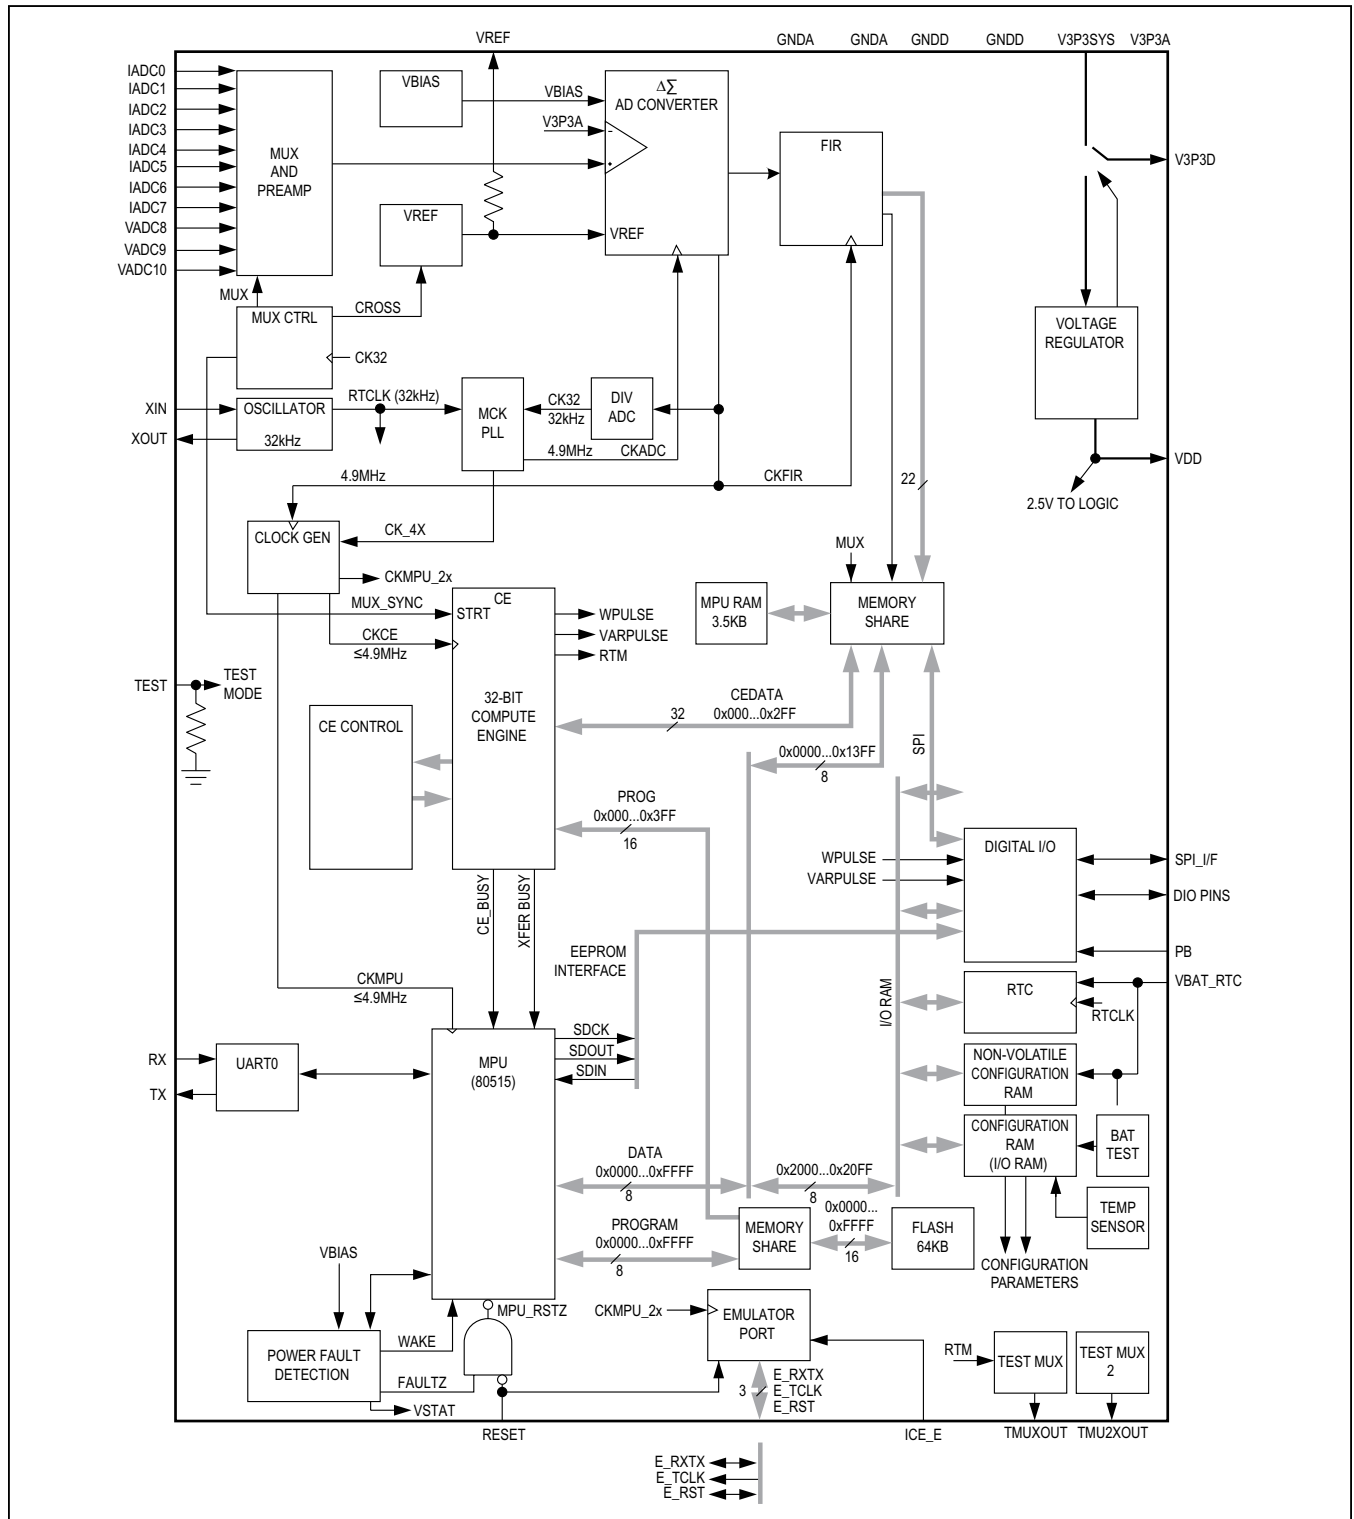 VREF
GNDA
GNDA
GNDD
GNDD
V3P3SYS
V3P3A
IADC0
IADC1
IADC2
IADC3
IADC4
IADC5
IADC6
IADC7
VADC8
VADC9
VADC10
MUX
AND
PREAMP
VBIAS
VBIAS
V3P3A
ΔΣ
AD CONVERTER
-
+
VREF
VREF
FIR
V3P3D
MUX
MUX CTRL
CROSS
CK32
VOLTAGE
REGULATOR
XIN
XOUT
OSCILLATOR
32kHz
RTCLK (32kHz)
MCK
PLL
CK32
32kHz
DIV
ADC
4.9MHz
CKADC
VDD
2.5V TO LOGIC
4.9MHz
CKFIR
22
CLOCK GEN
CK_4X
CKMPU_2x
MUX
MUX_SYNC
CKCE
≤4.9MHz
CE
STRT
32-BIT
COMPUTE
ENGINE
WPULSE
VARPULSE
RTM
MPU RAM
3.5KB
MEMORY
SHARE
TEST
TEST
MODE
CE CONTROL
CEDATA
32
0x000...0x2FF
0x0000...0x13FF
8
SPI
PROG
0x000...0x3FF
16
WPULSE
VARPULSE
DIGITAL I/O
SPI_I/F
DIO PINS
PB
CE_BUSY
XFER BUSY
EEPROM
INTERFACE
I/O RAM
VBAT_RTC
RTC
RTCLK
CKMPU
≤4.9MHz
RX
TX
UART0
MPU
(80515)
SDCK
SDOUT
SDIN
NON-VOLATILE
CONFIGURATION
RAM
CONFIGURATION
RAM
(I/O RAM)
BAT
TEST
TEMP
SENSOR
DATA
0x0000...0xFFFF
8
0x2000...0x20FF
8
PROGRAM
0x0000...0xFFFF
8
MEMORY
SHARE
0x0000...
0xFFFF
16
FLASH
64KB
CONFIGURATION
PARAMETERS
VBIAS
POWER FAULT
DETECTION
WAKE
FAULTZ
VSTAT
MPU_RSTZ
CKMPU_2x
EMULATOR
PORT
3
E_RXTX
E_TCLK
E_RST
RTM
TEST MUX
TEST MUX
2
RESET
ICE_E
TMUXOUT
TMU2XOUT
E_RXTX
E_TCLK
E_RST